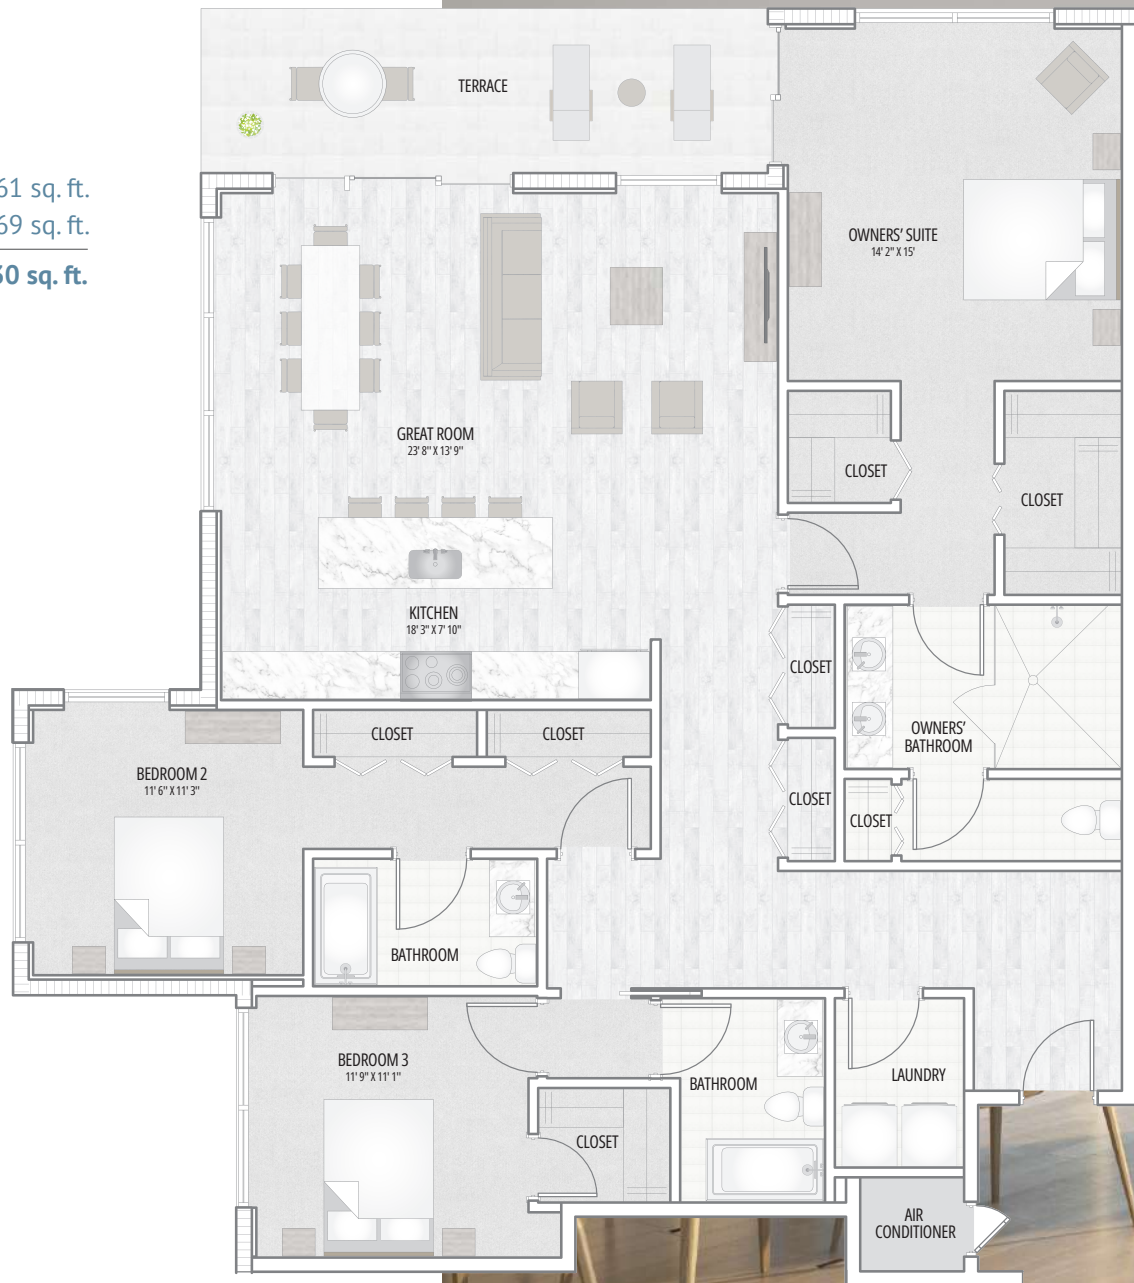 TERRACE
61 sq. ft.
69 sq. ft.
30 sq. ft.
OWNERS' SUITE
14' 2" X 15'
GREAT ROOM
23' 8" X 13' 9"
CLOSET
CLOSET
KITCHEN
18' 3" X 7' 10"
CLOSET
CLOSET
CLOSET
OWNERS'
BATHROOM
BEDROOM 2
11' 6" X 11' 3"
CLOSET
CLOSET
BATHROOM
BEDROOM 3
11' 9" X 11' 1"
BATHROOM
LAUNDRY
CLOSET
AIR
CONDITIONER